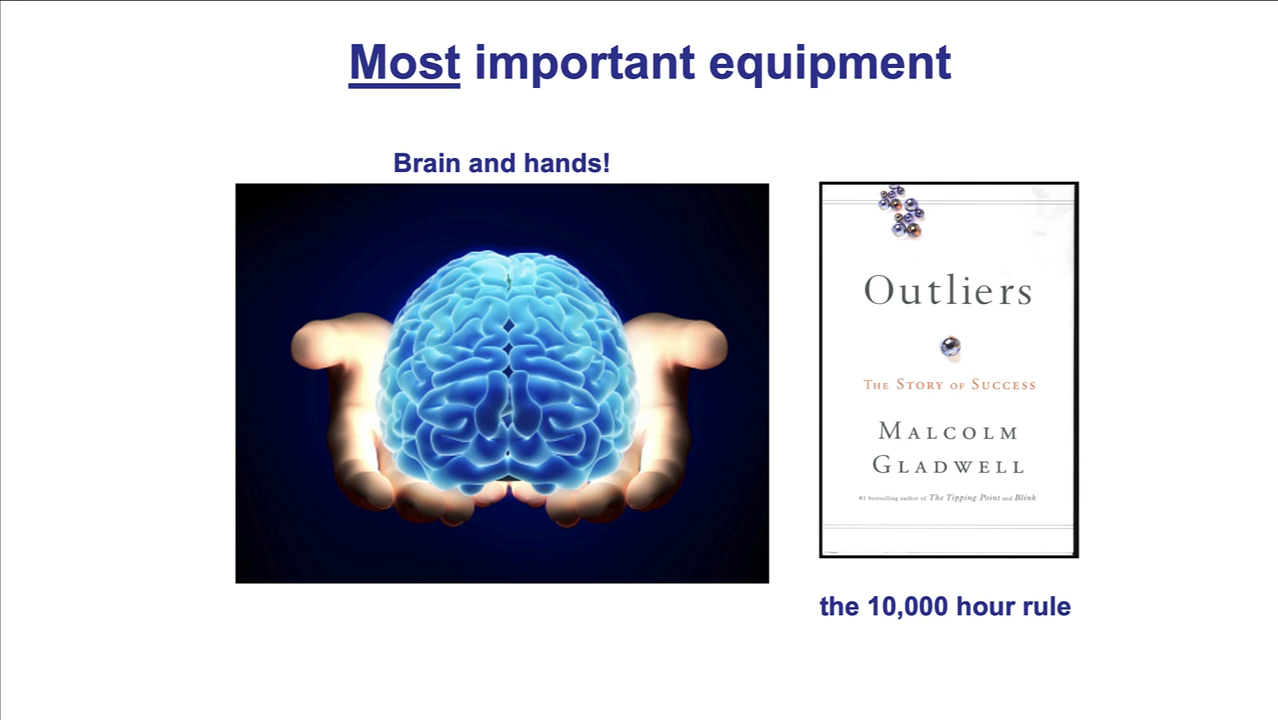 Most important equipment
Brain and hands!
Outliers
The Story of Success
Malcolm
Gladwell
#1 bestselling author of The Tipping Point and Blink
the 10,000 hour rule